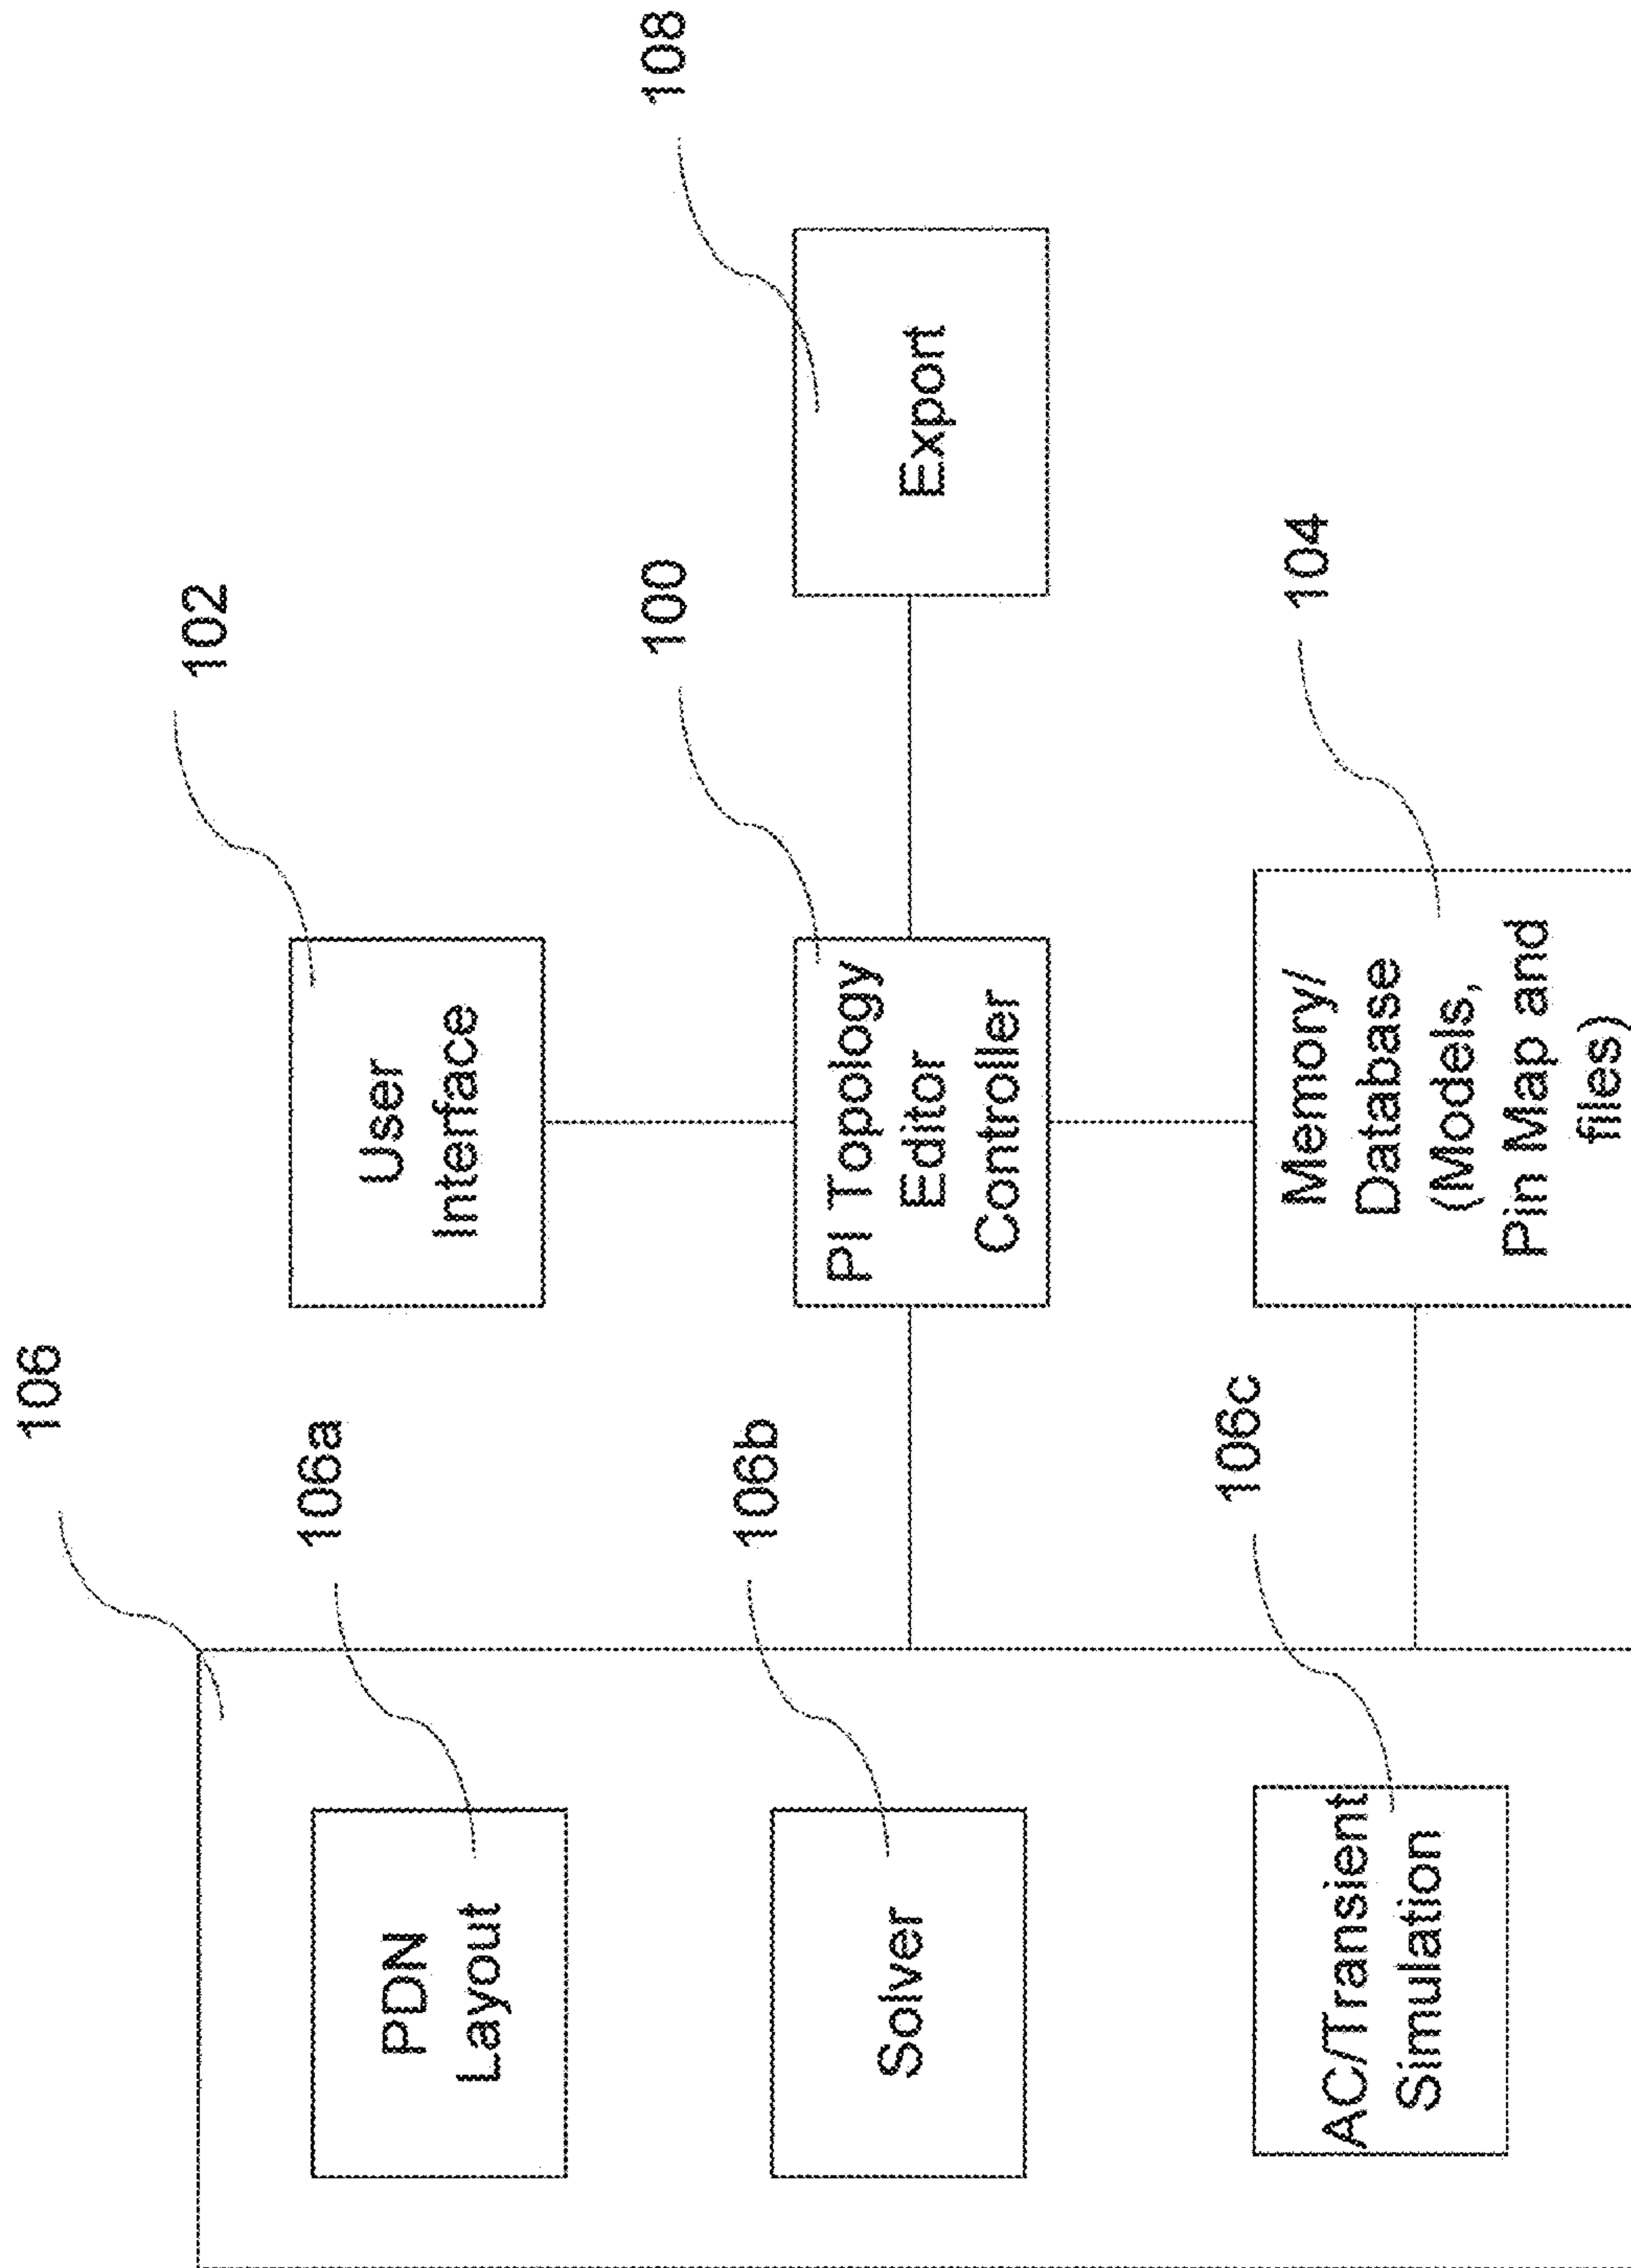 106
106a
PDN
Layout
106b
Solver
106c
AC/Transient
Simulation
102
User
Interface
100
PI Topology
Editor
Controller
104
Memory/
Database
(Models,
Pin Map and
files)
108
Export